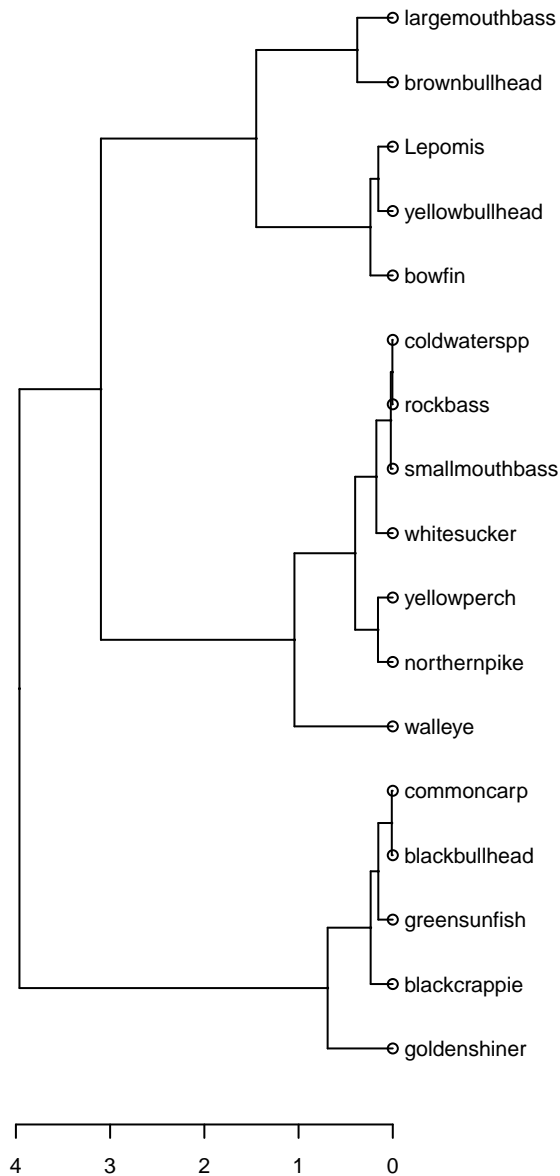 largemouthbass
brownbullhead
Lepomis
yellowbullhead
bowfin
coldwaterspp
rockbass
smallmouthbass
whitesucker
yellowperch
northernpike
walleye
commoncarp
blackbullhead
greensunfish
blackcrappie
goldenshiner
4 3 2 1 0